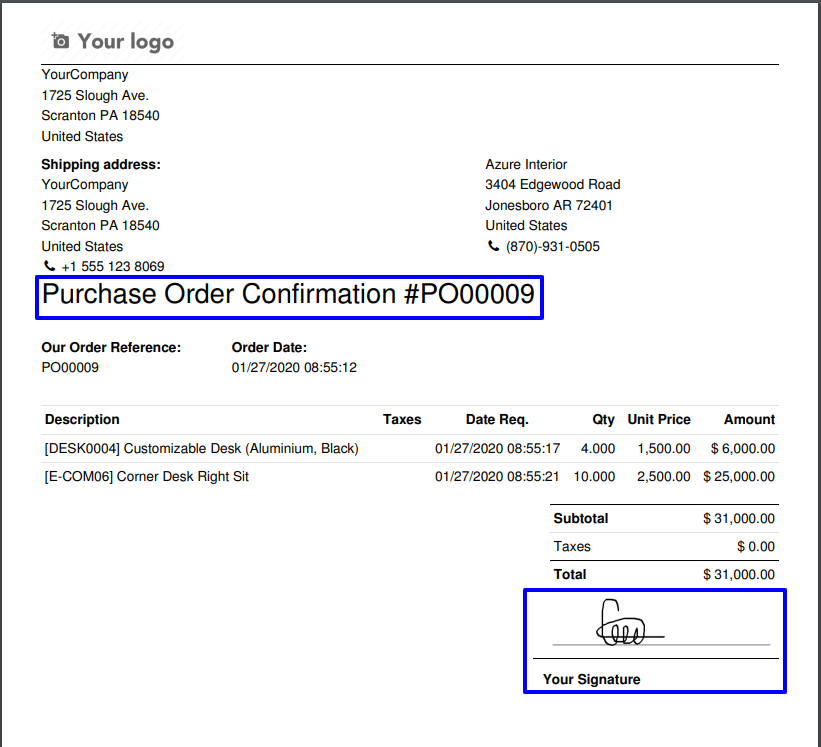 Your logo
YourCompany
1725 Slough Ave.
Scranton PA 18540
United States
Shipping address:
YourCompany
1725 Slough Ave.
Scranton PA 18540
United States
+1 555 123 8069
Azure Interior
3404 Edgewood Road
Jonesboro AR 72401
United States
(870)-931-0505
Purchase Order Confirmation #PO00009
Our Order Reference: Order Date:
PO00009 01/27/2020 08:55:12
Description Taxes Date Req. Qty Unit Price Amount
[DESK0004] Customizable Desk (Aluminium, Black) 01/27/2020 08:55:17 4.000 1,500.00 $ 6,000.00
[E-COM06] Corner Desk Right Sit 01/27/2020 08:55:21 10.000 2,500.00 $ 25,000.00
Subtotal $ 31,000.00
Taxes $ 0.00
Total $ 31,000.00
Your Signature